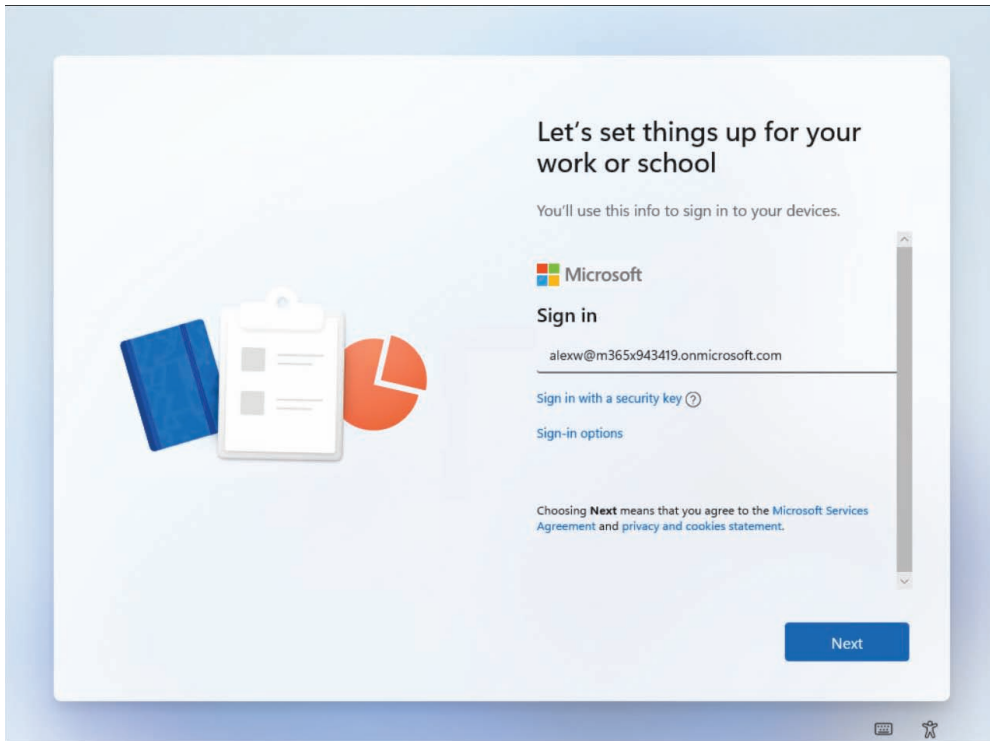 Let's set things up for your
work or school
You'll use this info to sign in to your devices.
Microsoft
Sign in
alexw@m365x943419.onmicrosoft.com
Sign in with a security key ?
Sign-in options
Choosing Next means that you agree to the Microsoft Services
Agreement and privacy and cookies statement.
Next